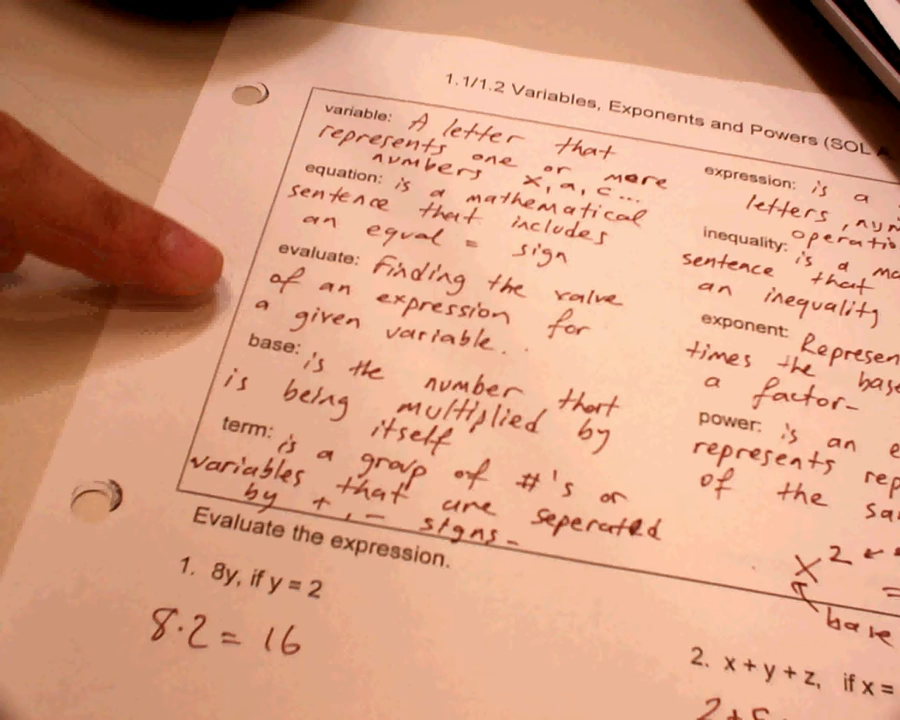 1.1/1.2 Variables, Exponents and Powers (SOL A
variable: A letter that
represents one or more
numbers x, a, c...
equation: is a mathematical
sentence that includes
an equal = sign
evaluate: Finding the value
of an expression for
a given variable...
base: is the number that
is being multiplied by
itself
term: is a group of #'s or
variables that are seperated
by +, - signs-
expression: is a
letters, num
operatio
inequality: is a ma
sentence that
an inequality
exponent: Represen
times the base
a factor-
power: is an e
represents rep
of the sa
x²
=
base
Evaluate the expression.
1. 8y, if y = 2
8·2 = 16
2. x + y + z, if x =
2+5